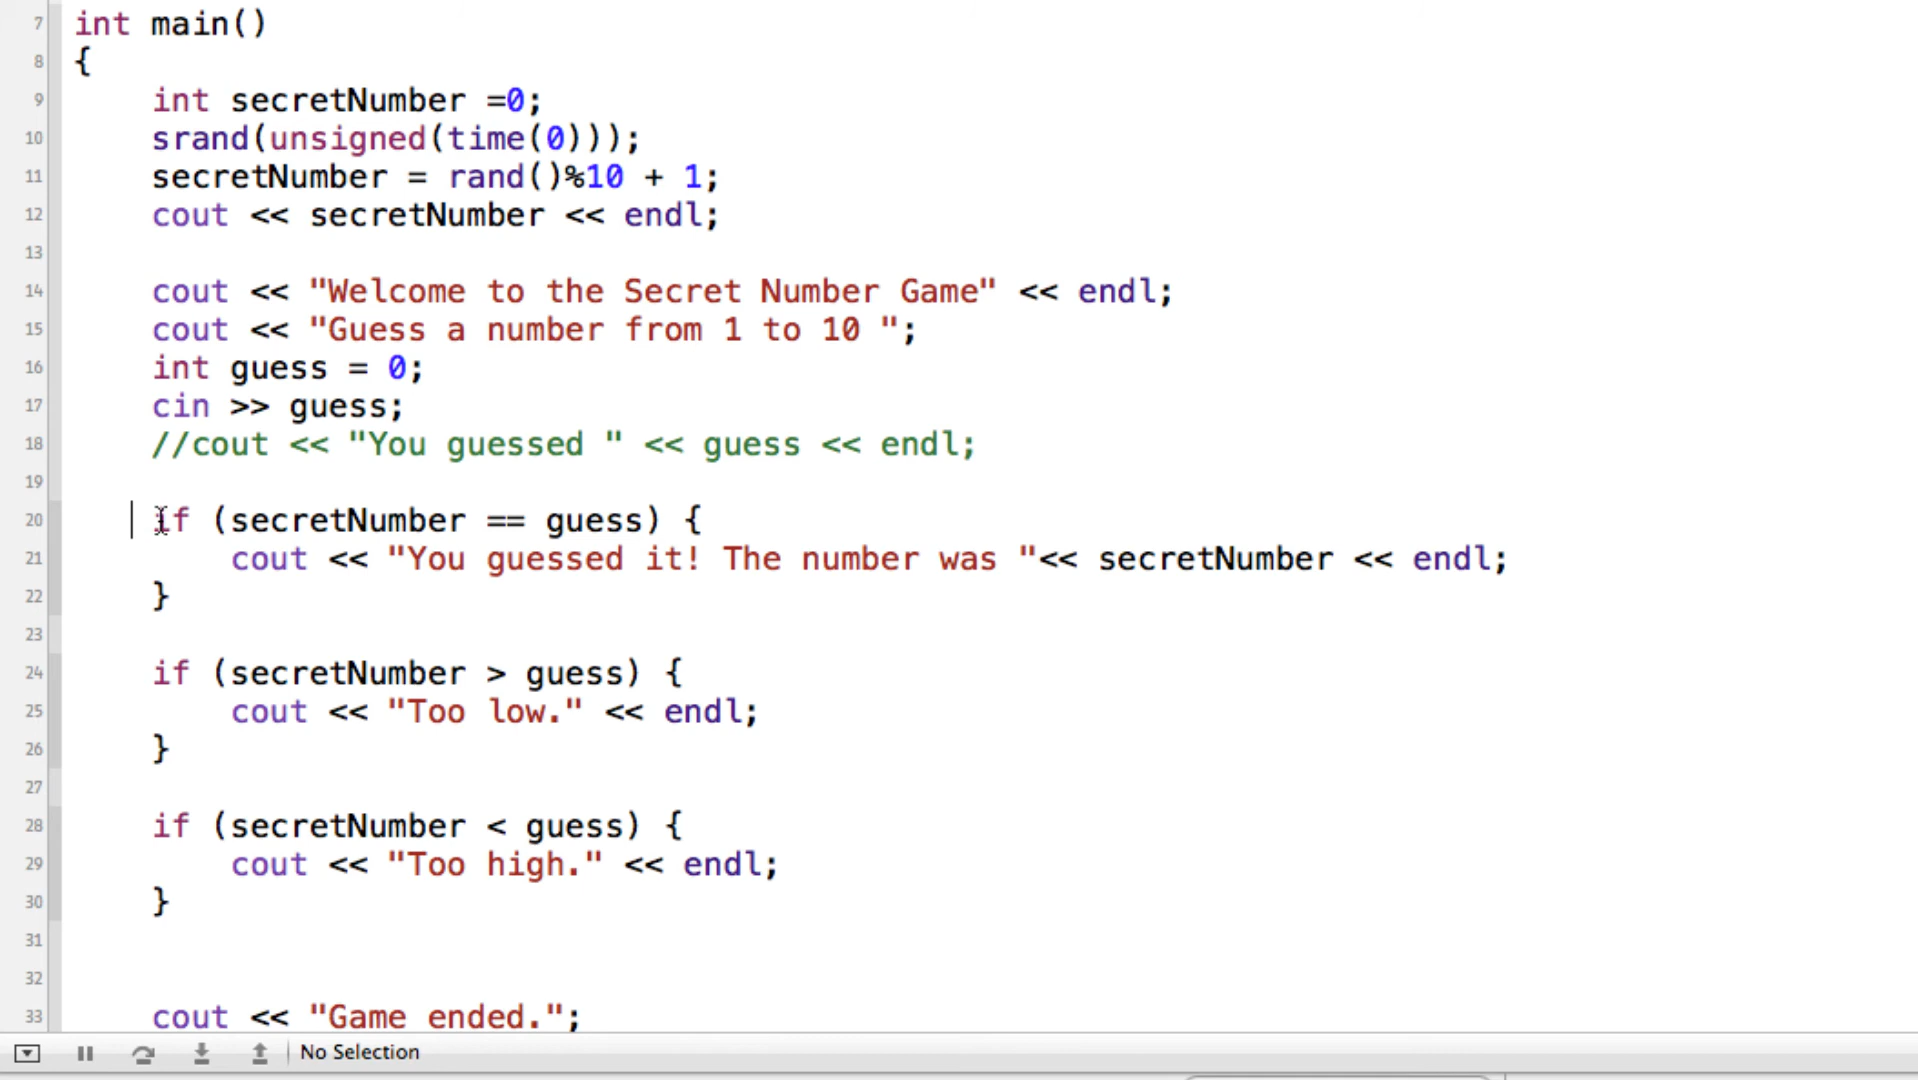 7 int main()
8 {
9 int secretNumber =0;
10 srand(unsigned(time(0)));
11 secretNumber = rand()%10 + 1;
12 cout << secretNumber << endl;
13
14 cout << "Welcome to the Secret Number Game" << endl;
15 cout << "Guess a number from 1 to 10 ";
16 int guess = 0;
17 cin >> guess;
18 //cout << "You guessed " << guess << endl;
19
20 if (secretNumber == guess) {
21 cout << "You guessed it! The number was "<< secretNumber << endl;
22 }
23
24 if (secretNumber > guess) {
25 cout << "Too low." << endl;
26 }
27
28 if (secretNumber < guess) {
29 cout << "Too high." << endl;
30 }
31
32
33 cout << "Game ended.";
No Selection